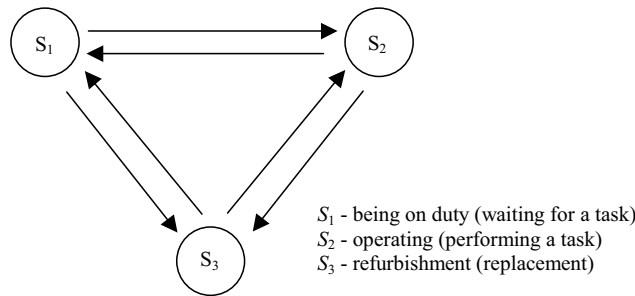 S₁
S₂
S₃
S₁ - being on duty (waiting for a task)
S₂ - operating (performing a task)
S₃ - refurbishment (replacement)